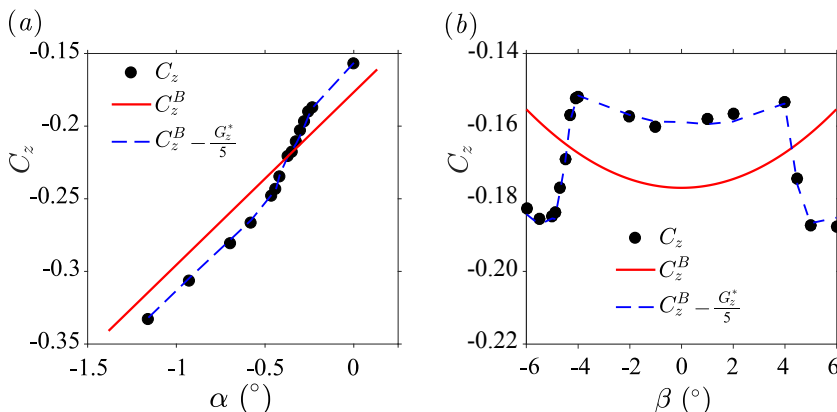 (a)
-0.15
-0.2
-0.25
-0.3
-0.35
C_z
-1.5 -1 -0.5 0
α (°)
C_z
C_z^B
C_z^B − G_z^*/5
(b)
-0.14
-0.16
-0.18
-0.20
-0.22
C_z
-6 -4 -2 0 2 4 6
β (°)
C_z
C_z^B
C_z^B − G_z^*/5